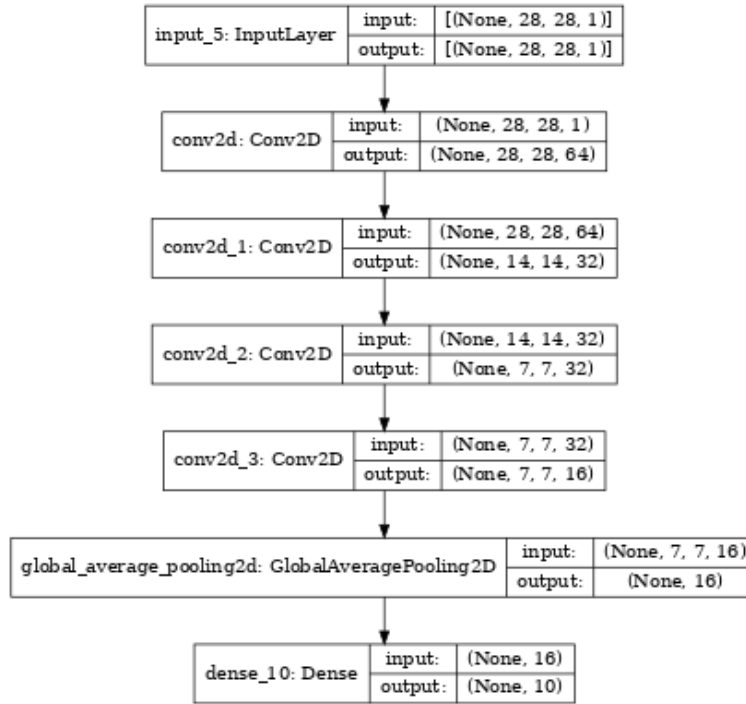 input_5: InputLayer
input: [(None, 28, 28, 1)]
output: [(None, 28, 28, 1)]
conv2d: Conv2D
input: (None, 28, 28, 1)
output: (None, 28, 28, 64)
conv2d_1: Conv2D
input: (None, 28, 28, 64)
output: (None, 14, 14, 32)
conv2d_2: Conv2D
input: (None, 14, 14, 32)
output: (None, 7, 7, 32)
conv2d_3: Conv2D
input: (None, 7, 7, 32)
output: (None, 7, 7, 16)
global_average_pooling2d: GlobalAveragePooling2D
input: (None, 7, 7, 16)
output: (None, 16)
dense_10: Dense
input: (None, 16)
output: (None, 10)